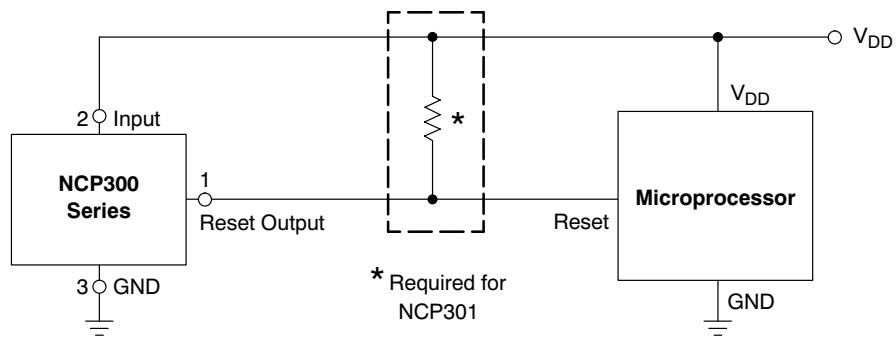 V_DD
V_DD
2 Input
NCP300
Series
1
Reset Output
*
Microprocessor
Reset
3 GND
* Required for
NCP301
GND